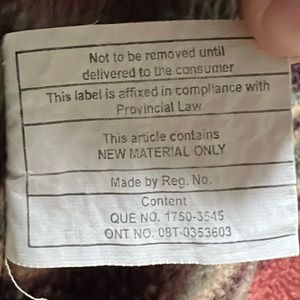 Not to be removed until
delivered to the consumer
This label is affixed in compliance with
Provincial Law
This article contains
NEW MATERIAL ONLY
Made by Reg. No.
Content
QUE NO. 1750-3545
ONT NO. 08T-0353603